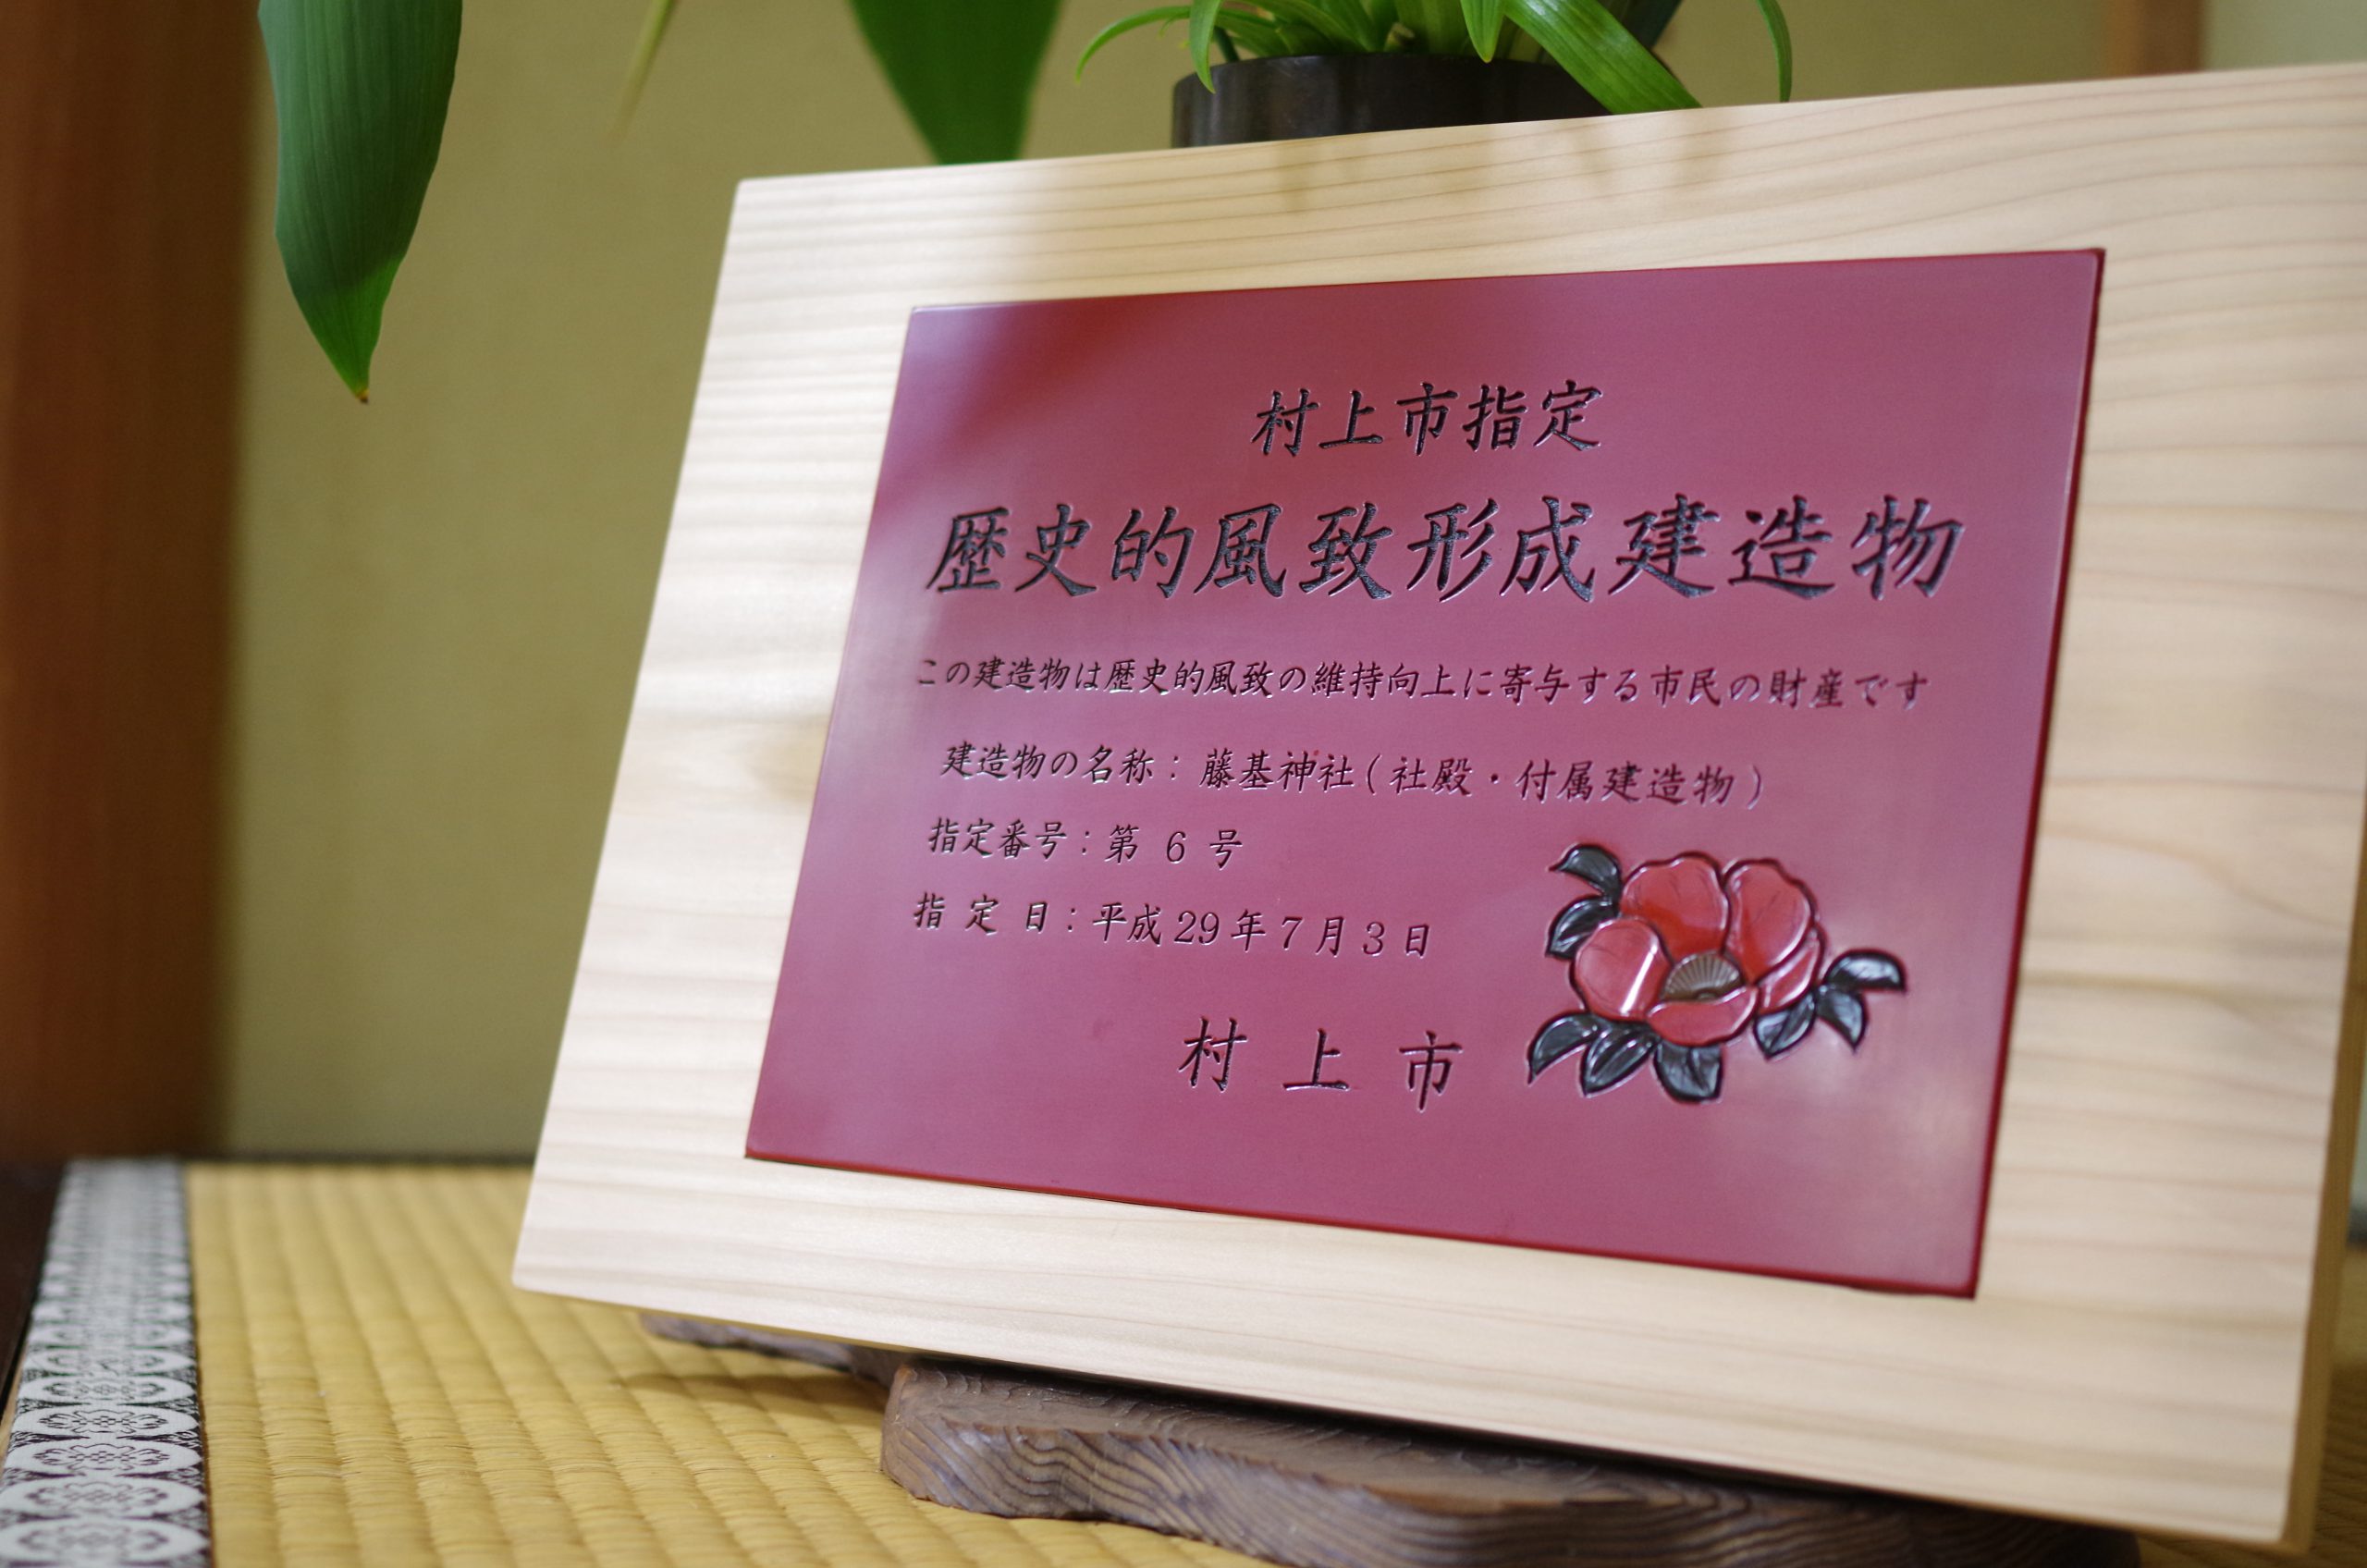 村上市指定
歴史的風致形成建造物
この建造物は歴史的風致の維持向上に寄与する市民の財産です
建造物の名称：藤基神社(社殿・付属建造物)
指定番号：第 6 号
指 定 日：平成29年7月3日
村 上 市